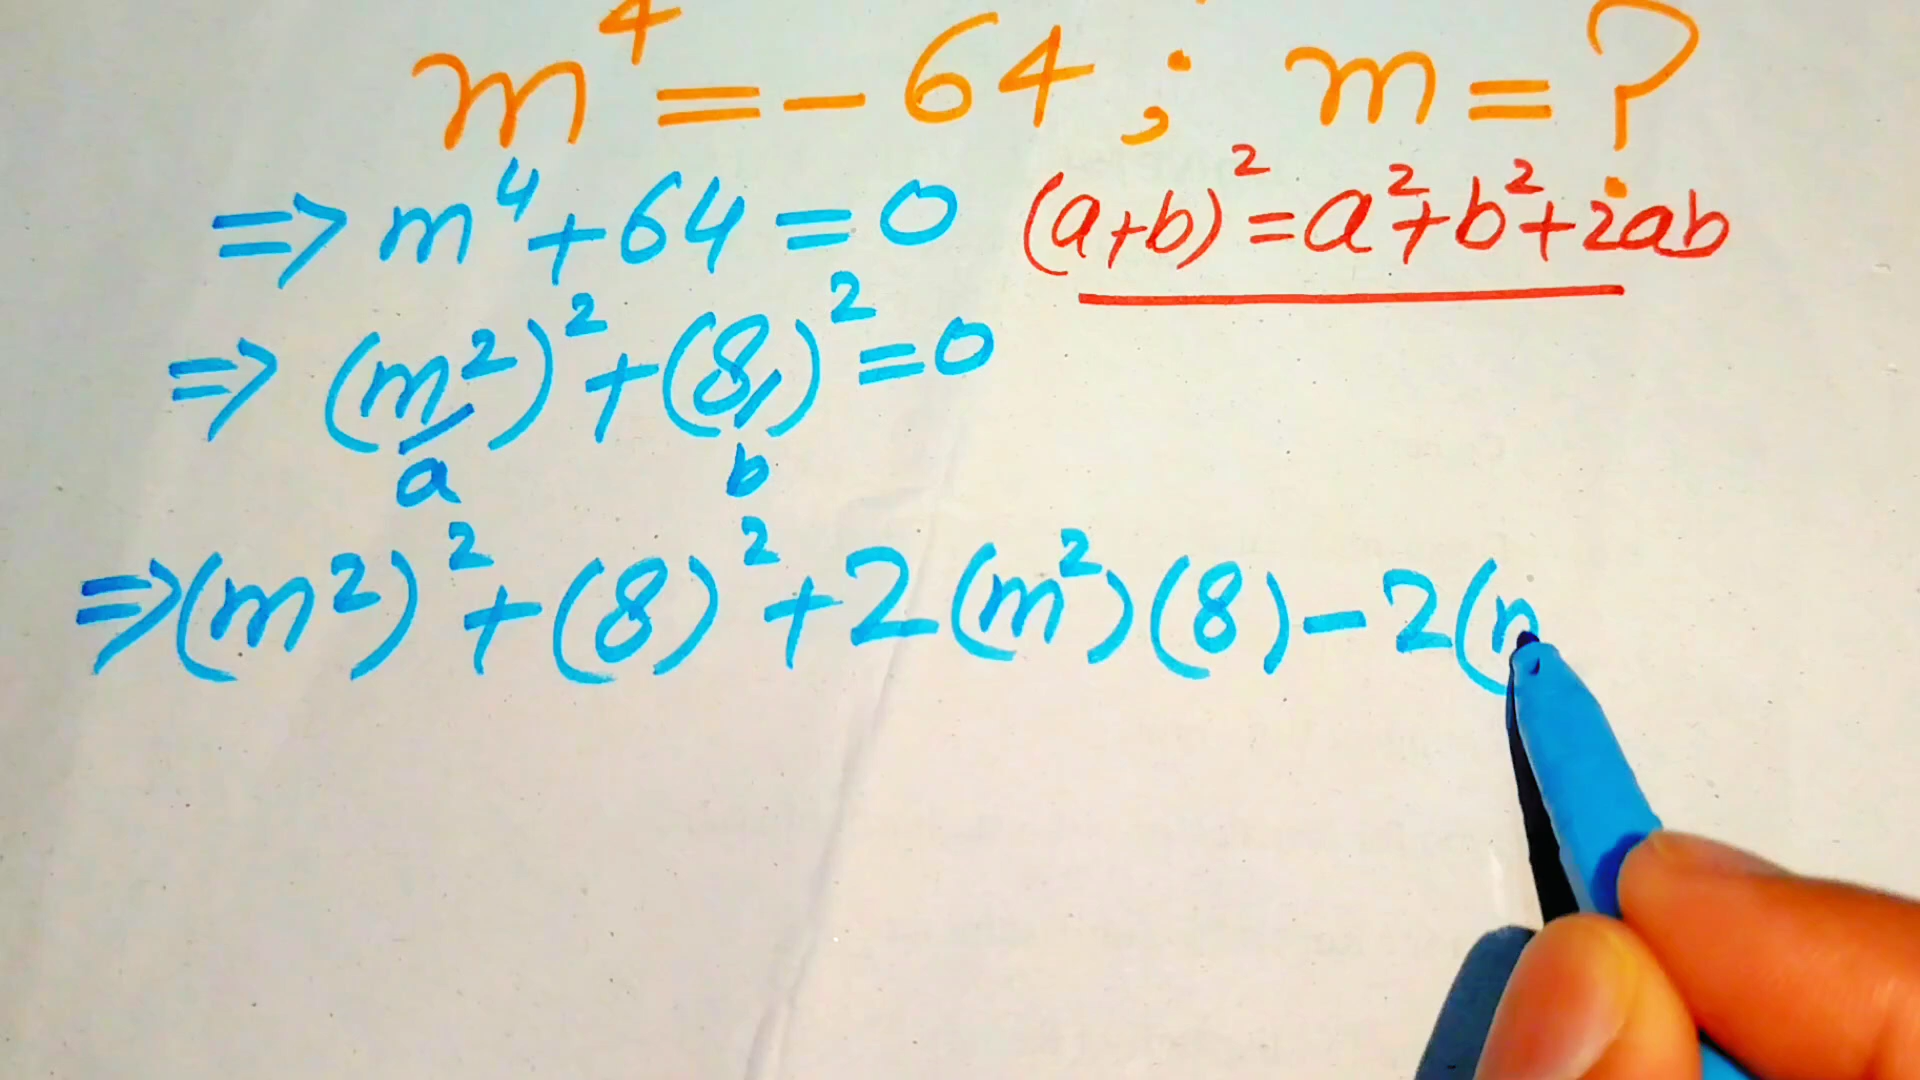 m⁴ = - 64 ; m = ?
⇒ m⁴ + 64 = 0
(a+b)² = a² + b² + 2ab
⇒ (m²)² + (8)² = 0
a b
⇒ (m²)² + (8)² + 2 (m²) (8) - 2 (